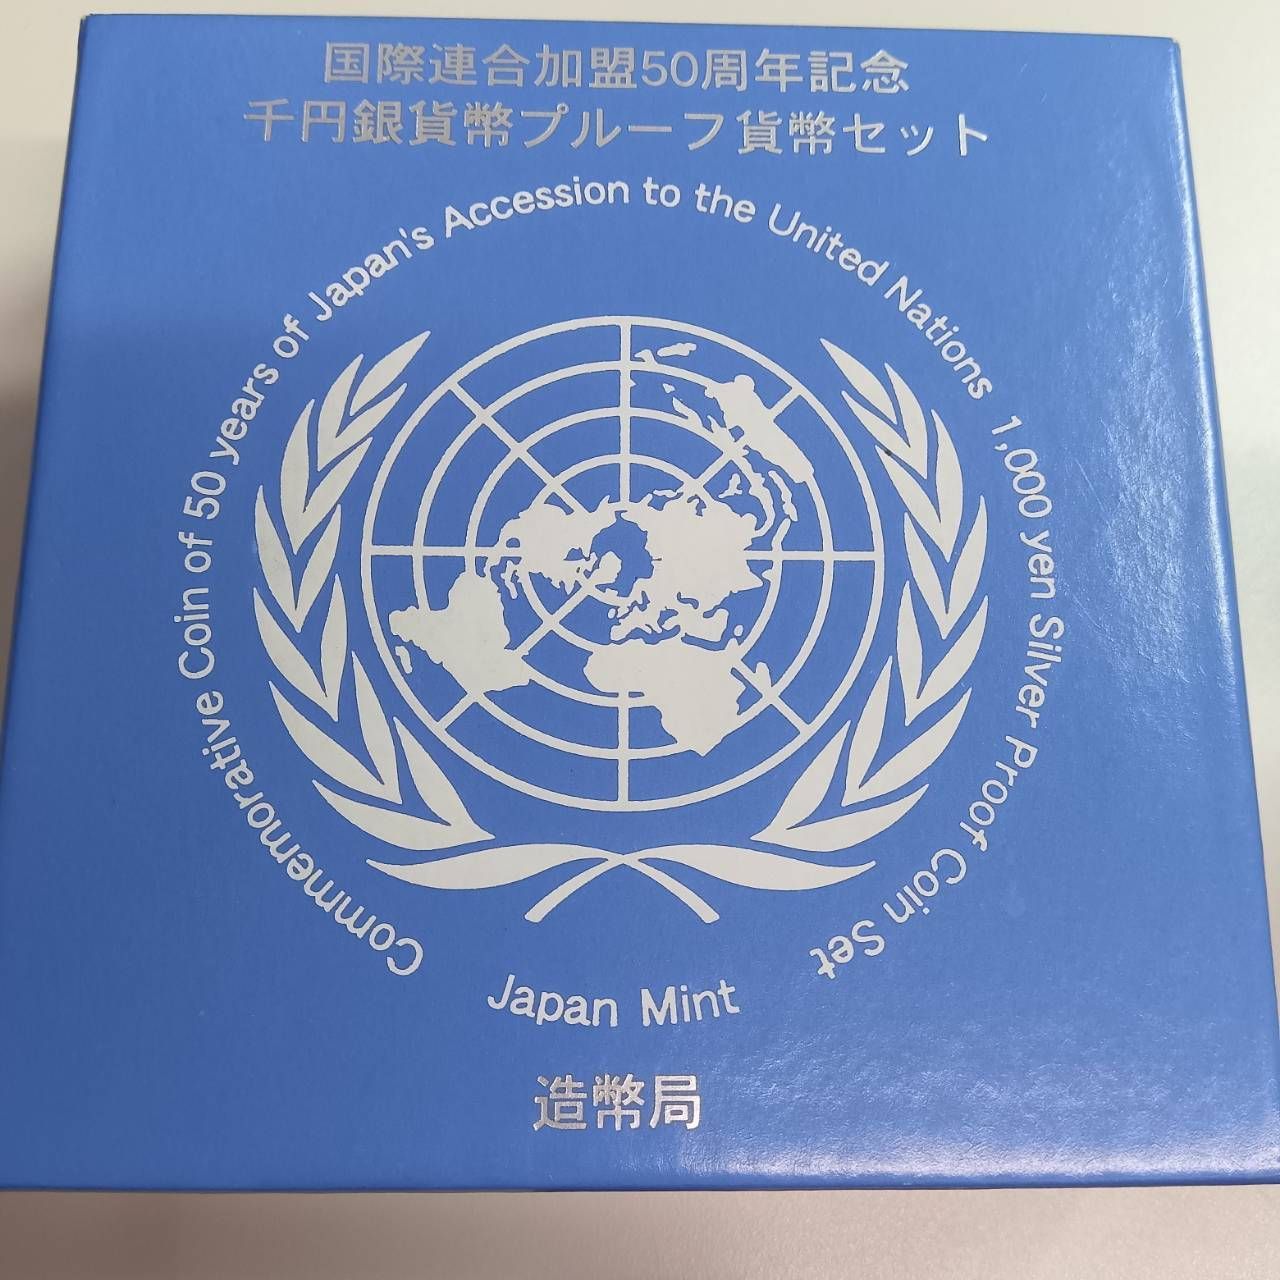 国際連合加盟50周年記念
千円銀貨幣プルーフ貨幣セット
Commemorative Coin of 50 years of Japan's Accession to the United Nations 1,000 yen Silver Proof Coin Set
Japan Mint
造幣局